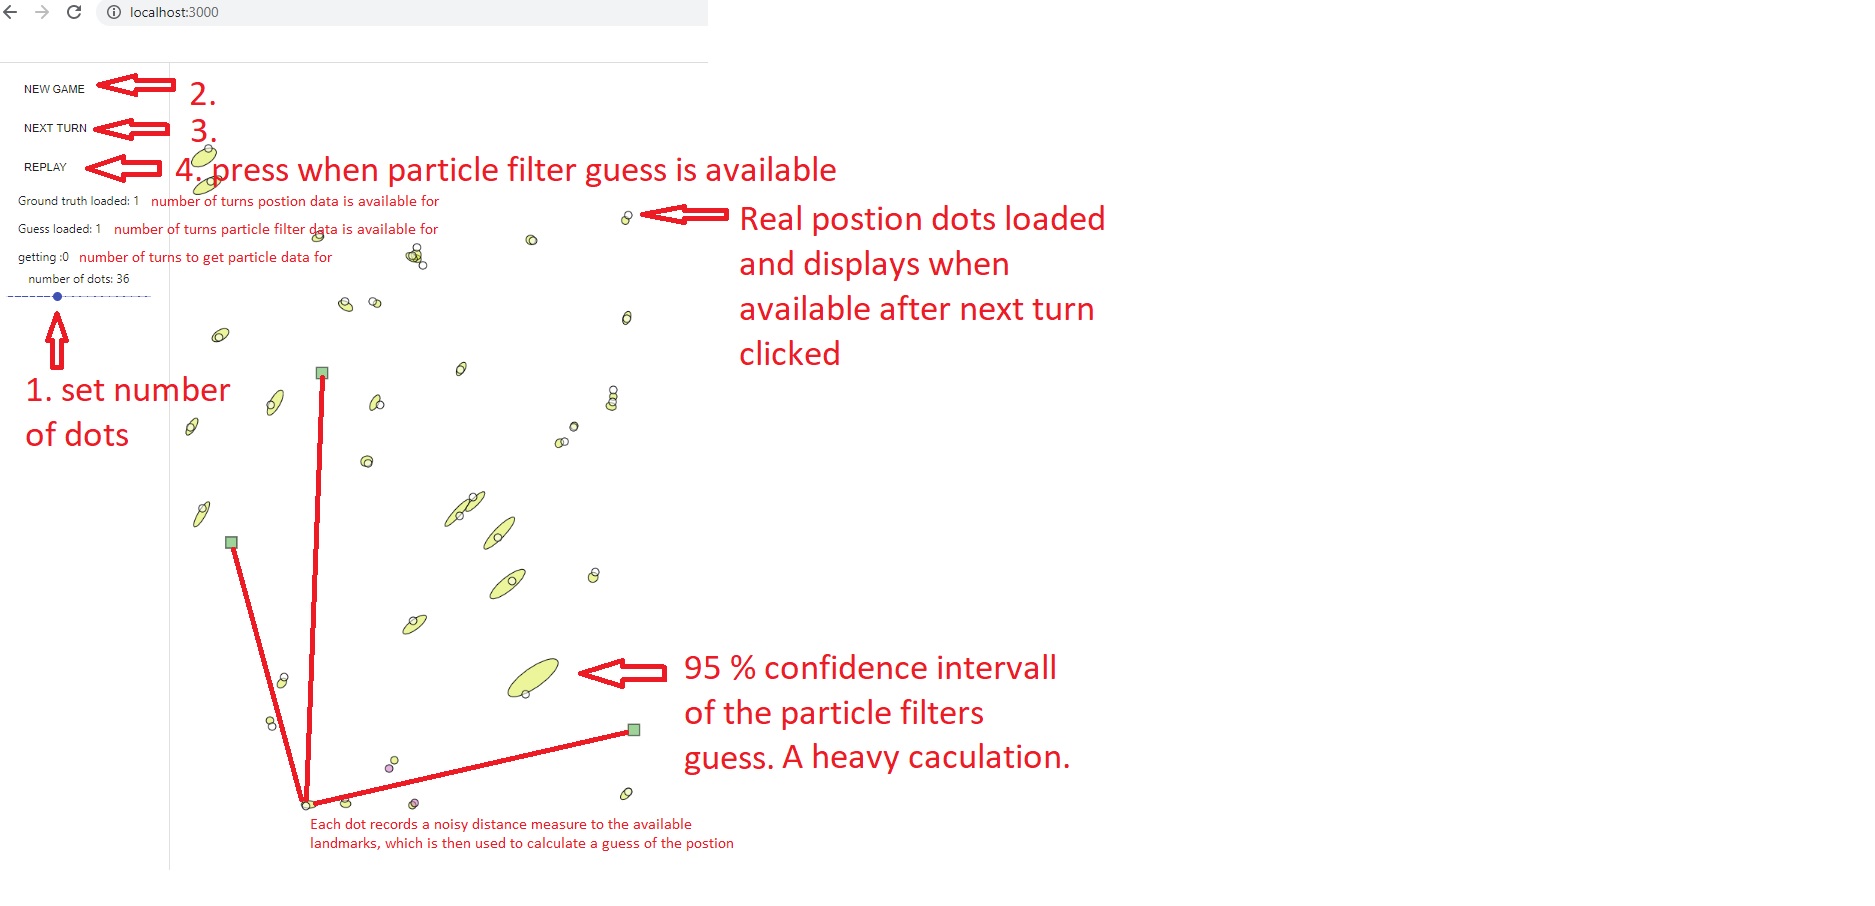 localhost:3000
NEW GAME
2.
NEXT TURN
3.
REPLAY
4. press when particle filter guess is available
Ground truth loaded: 1 number of turns postion data is available for
Guess loaded: 1 number of turns particle filter data is available for
getting :0 number of turns to get particle data for
number of dots: 36
1. set number
of dots
Real postion dots loaded
and displays when
available after next turn
clicked
95 % confidence intervall
of the particle filters
guess. A heavy caculation.
Each dot records a noisy distance measure to the available
landmarks, which is then used to calculate a guess of the postion